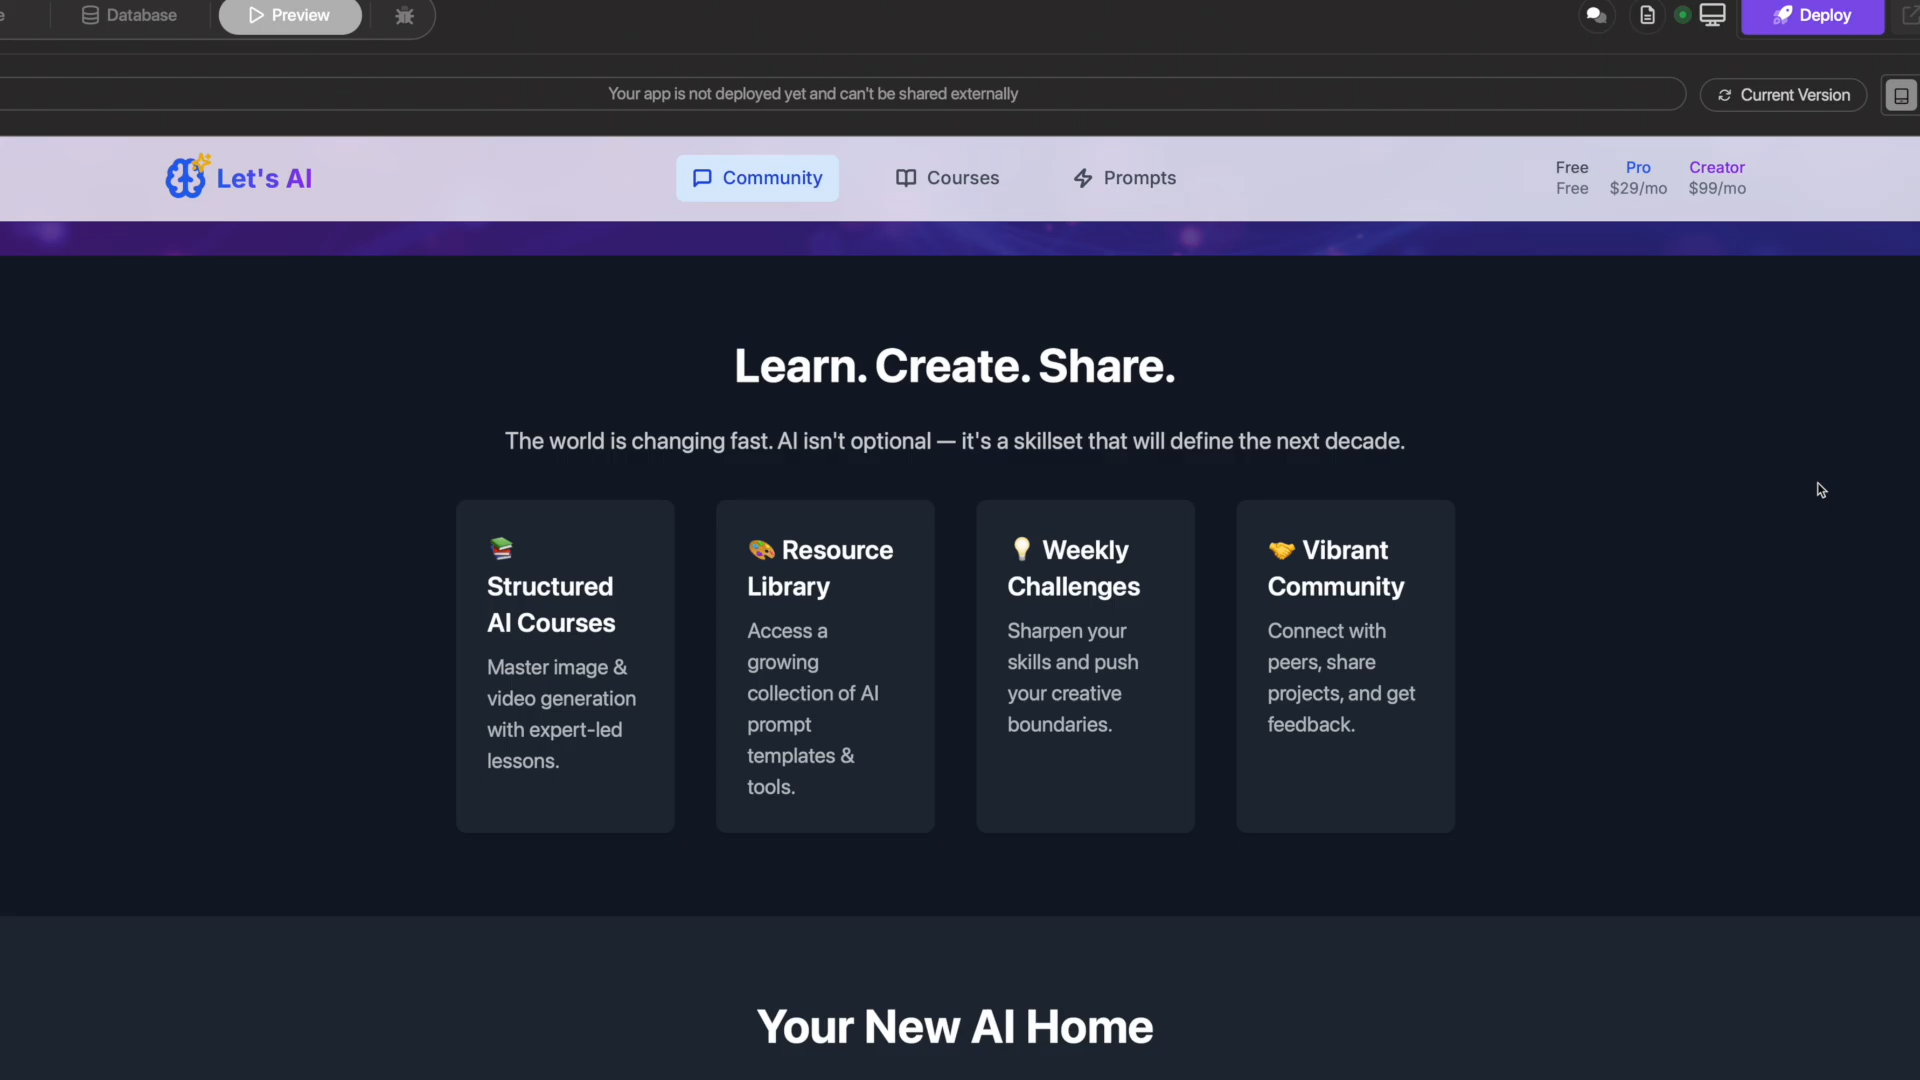 Database
Preview
Deploy
Your app is not deployed yet and can't be shared externally
Current Version
Let's AI
Community
Courses
Prompts
Free
Free
Pro
$29/mo
Creator
$99/mo
Learn. Create. Share.
The world is changing fast. AI isn't optional — it's a skillset that will define the next decade.
📚
Structured
AI Courses
Master image &
video generation
with expert-led
lessons.
🎨 Resource
Library
Access a
growing
collection of AI
prompt
templates &
tools.
💡 Weekly
Challenges
Sharpen your
skills and push
your creative
boundaries.
🤝 Vibrant
Community
Connect with
peers, share
projects, and get
feedback.
Your New AI Home